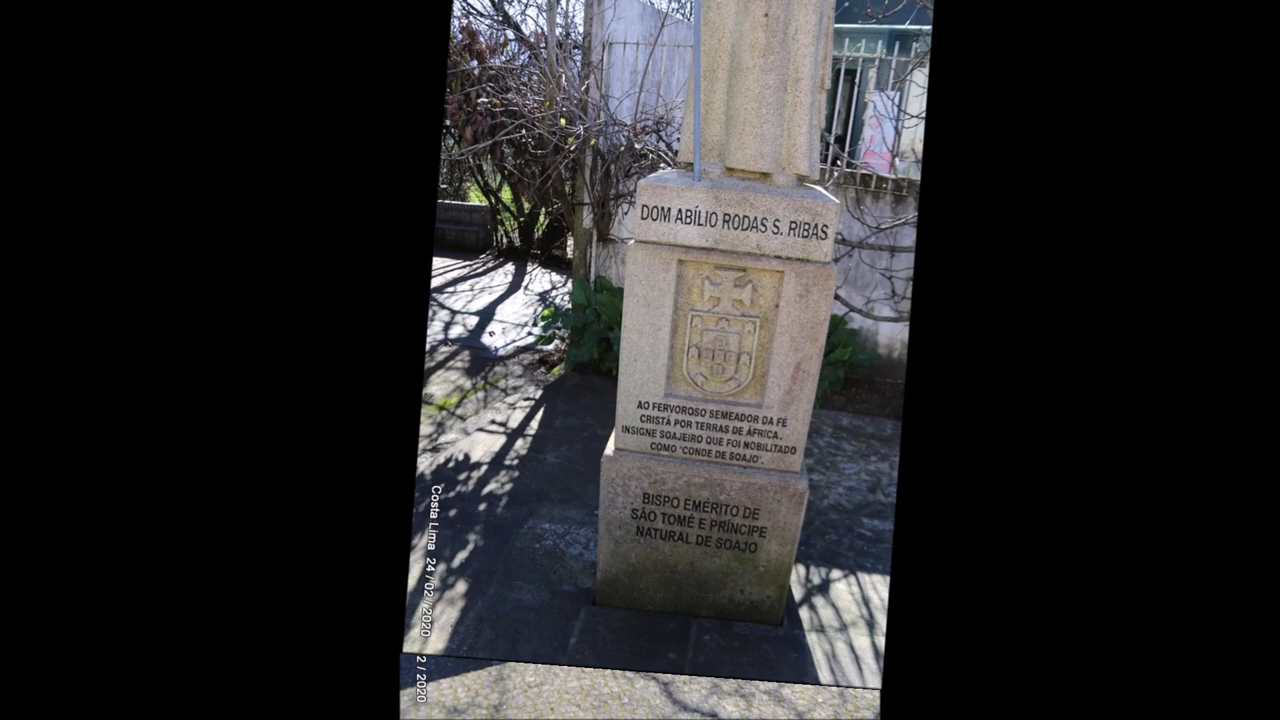 DOM ABÍLIO RODAS S. RIBAS
AO FERVOROSO SEMEADOR DA FÉ
CRISTÃ POR TERRAS DE ÁFRICA.
INSIGNE SOAJEIRO QUE FOI NOBILITADO
COMO "CONDE DE SOAJO".
BISPO EMÉRITO DE
SÃO TOMÉ E PRÍNCIPE
NATURAL DE SOAJO
Costa Lima 24 / 02 / 2020
2 / 2020